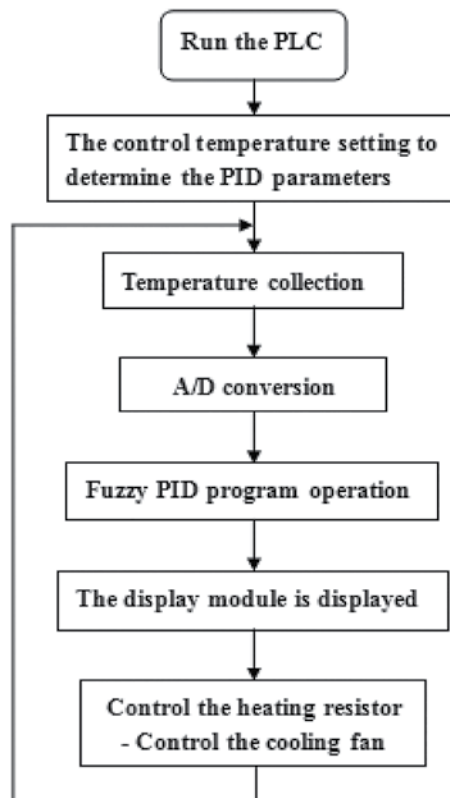 Run the PLC
The control temperature setting to
determine the PID parameters
Temperature collection
A/D conversion
Fuzzy PID program operation
The display module is displayed
Control the heating resistor
- Control the cooling fan